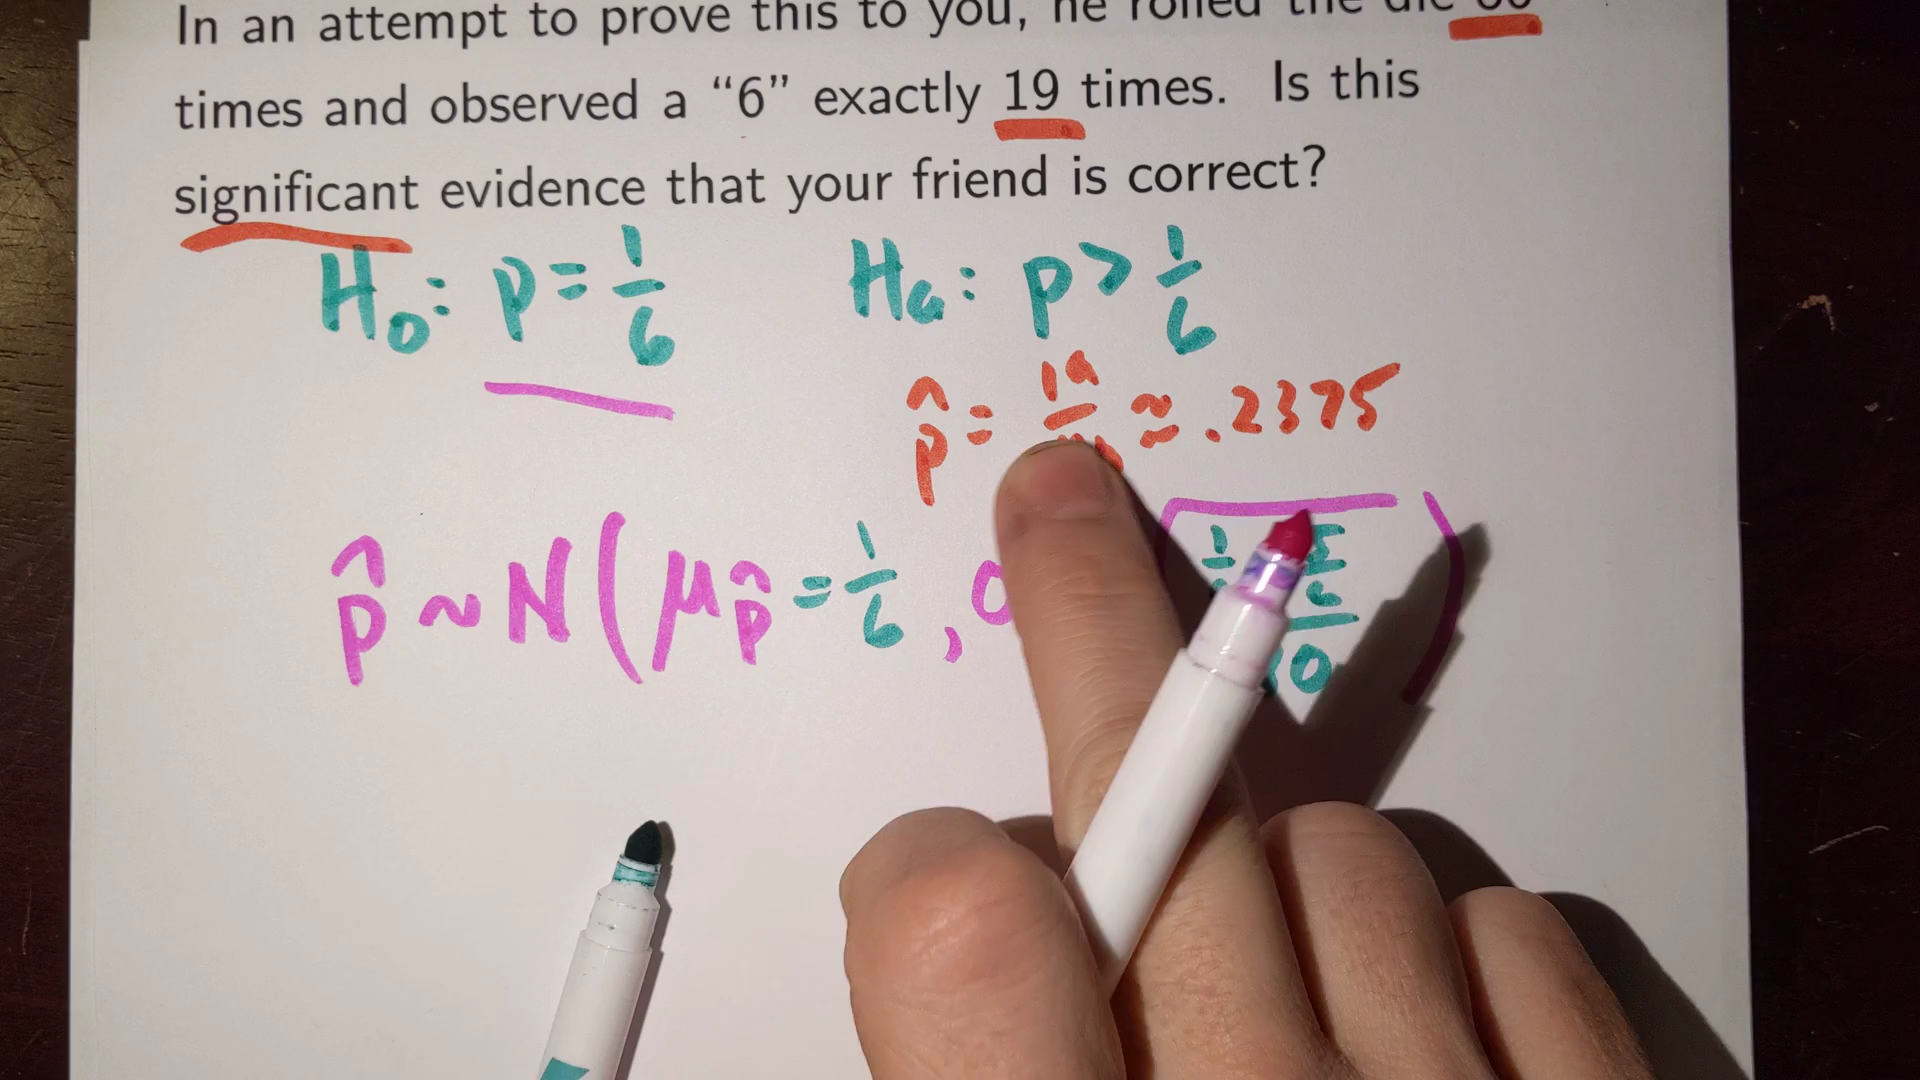 In an attempt to prove this to you, he rolled the die
times and observed a “6” exactly 19 times. Is this
significant evidence that your friend is correct?
H₀: p = 1/6 Hₐ: p > 1/6
p̂ = 19/ ≈ .2375
p̂ ~ N(μp̂ = 1/6, )